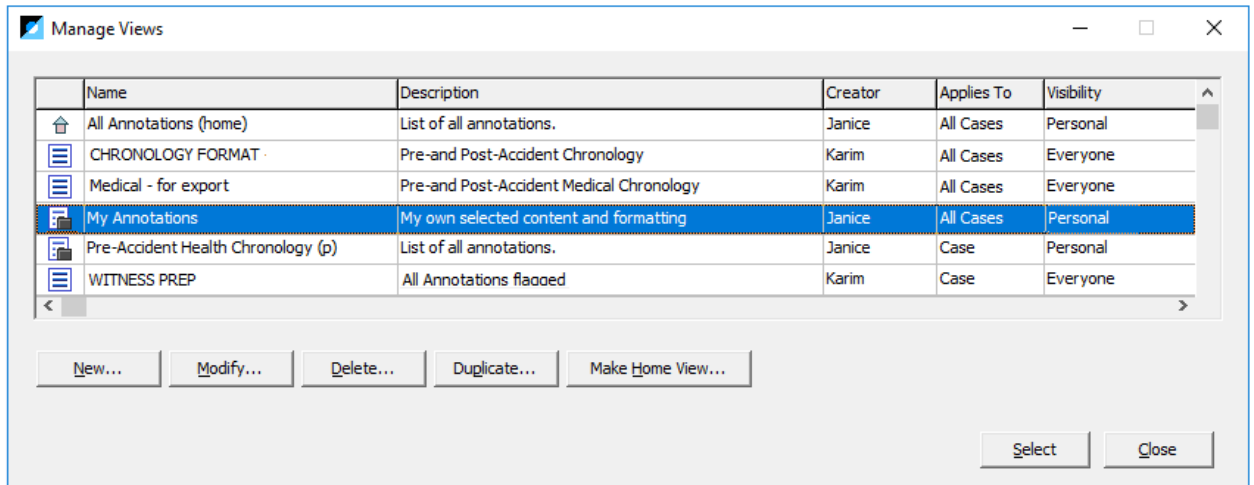 Manage Views
Name Description Creator Applies To Visibility
All Annotations (home) List of all annotations. Janice All Cases Personal
CHRONOLOGY FORMAT Pre-and Post-Accident Chronology Karim All Cases Everyone
Medical - for export Pre-and Post-Accident Medical Chronology Karim All Cases Everyone
My Annotations My own selected content and formatting Janice All Cases Personal
Pre-Accident Health Chronology (p) List of all annotations. Janice Case Personal
WITNESS PREP All Annotations flagged Karim Case Everyone
New... Modify... Delete... Duplicate... Make Home View...
Select Close